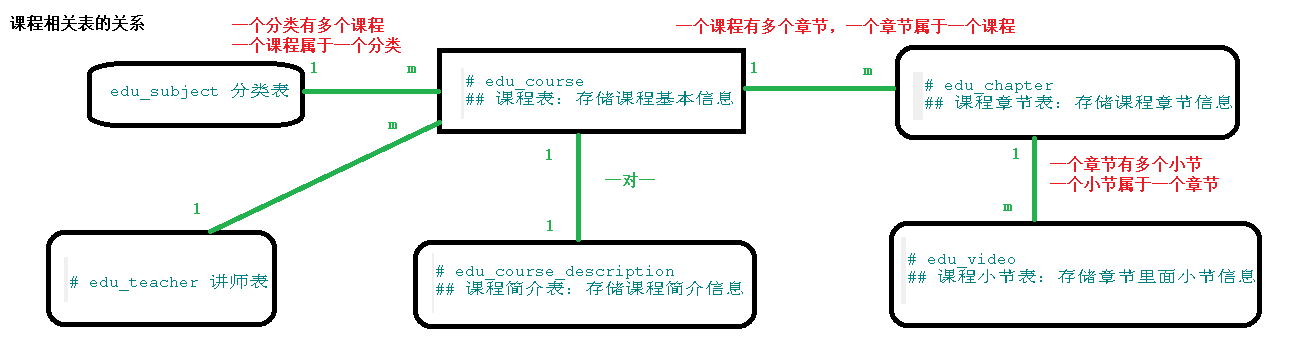 课程相关表的关系
一个分类有多个课程
一个课程属于一个分类
一个课程有多个章节，一个章节属于一个课程
1
m
1
m
edu_subject 分类表
# edu_course
## 课程表：存储课程基本信息
# edu_chapter
## 课程章节表：存储课程章节信息
m
1
1
一个章节有多个小节
一个小节属于一个章节
一对一
1
1
m
# edu_teacher 讲师表
# edu_course_description
## 课程简介表：存储课程简介信息
# edu_video
## 课程小节表：存储章节里面小节信息